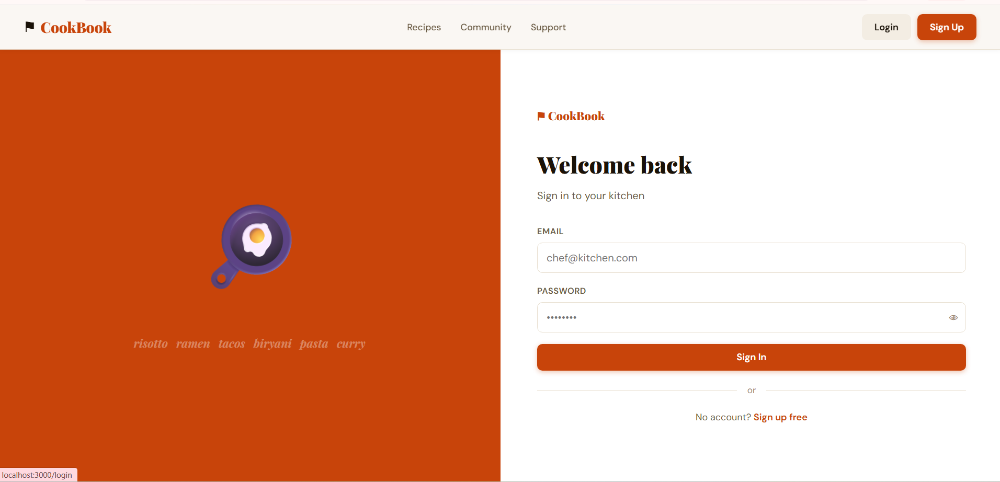 CookBook
Recipes Community Support
Login Sign Up
risotto ramen tacos biryani pasta curry
CookBook
Welcome back
Sign in to your kitchen
EMAIL
chef@kitchen.com
PASSWORD
••••••••
Sign In
or
No account? Sign up free
localhost:3000/login